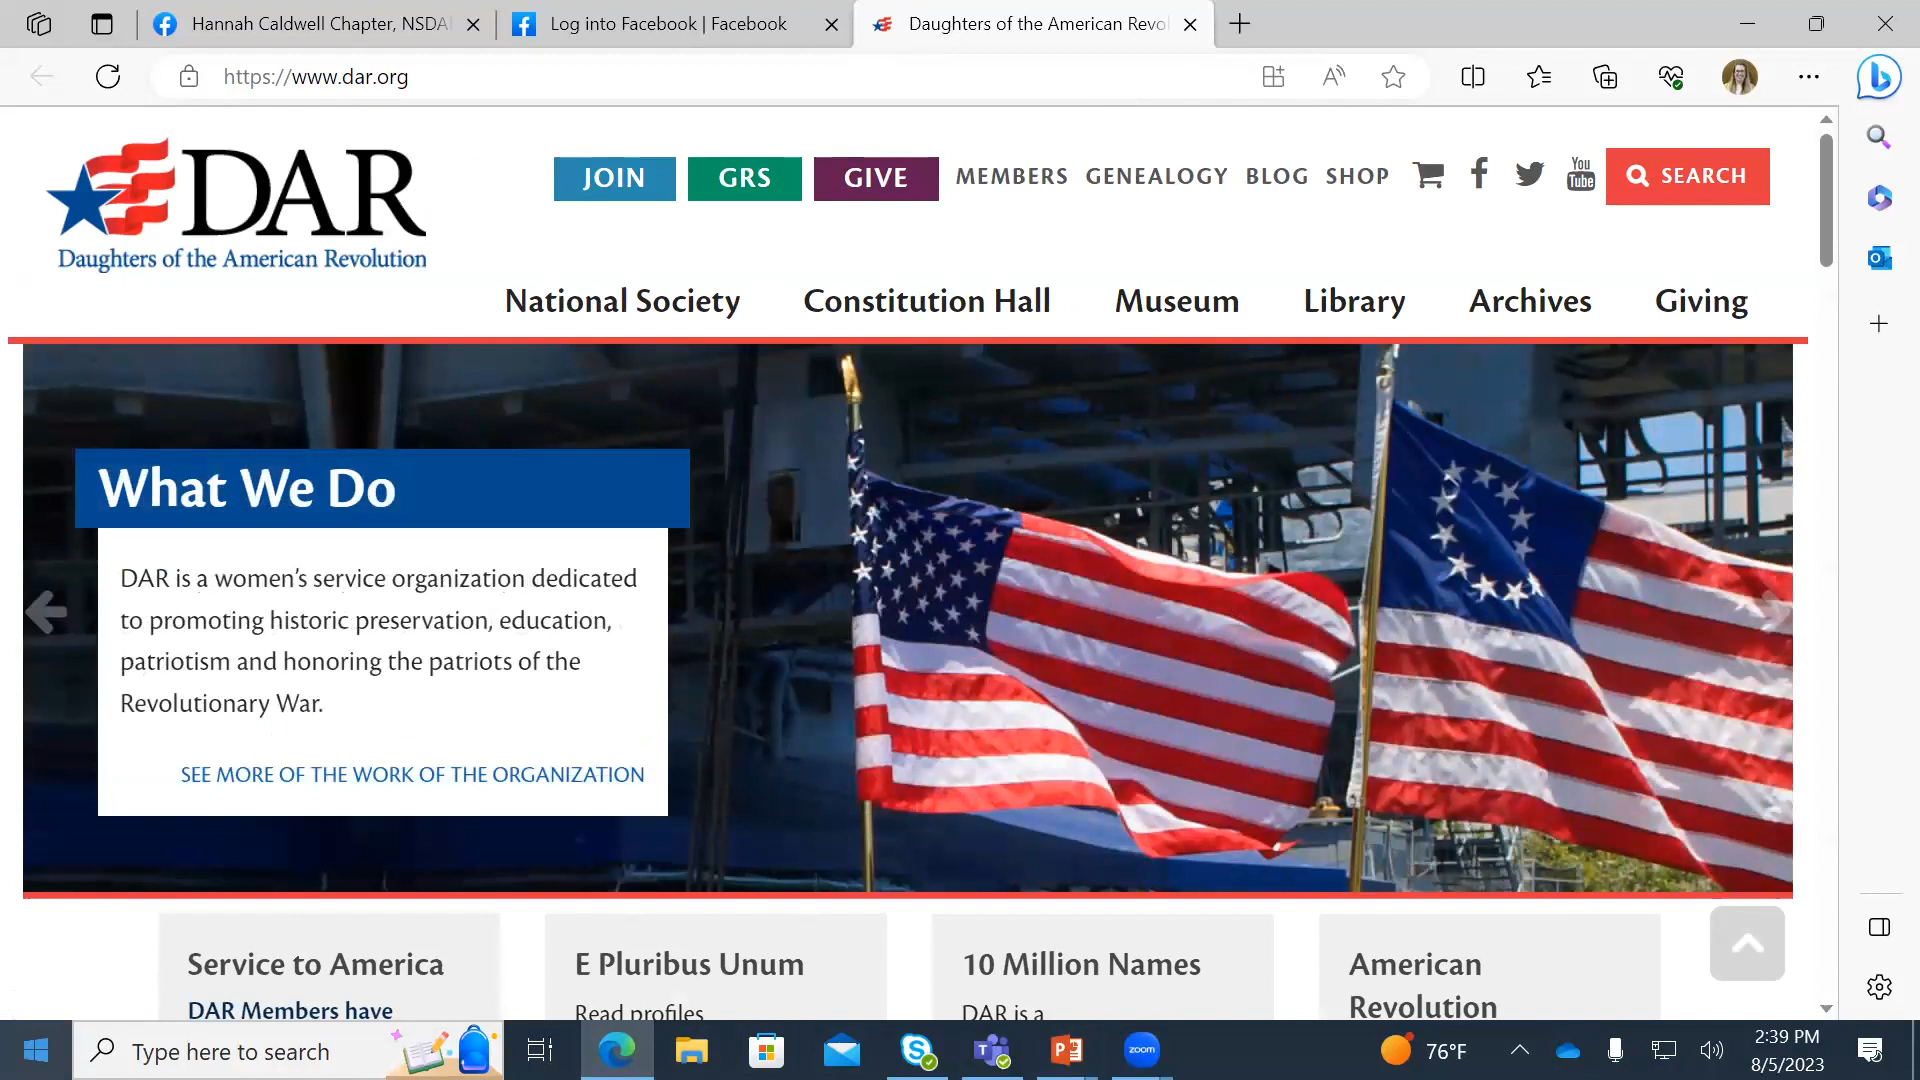 Hannah Caldwell Chapter, NSDA
Log into Facebook | Facebook
Daughters of the American Revol
https://www.dar.org
DAR
Daughters of the American Revolution
JOIN
GRS
GIVE
MEMBERS
GENEALOGY
BLOG
SHOP
You
Tube
SEARCH
National Society
Constitution Hall
Museum
Library
Archives
Giving
What We Do
DAR is a women's service organization dedicated
to promoting historic preservation, education,
patriotism and honoring the patriots of the
Revolutionary War.
SEE MORE OF THE WORK OF THE ORGANIZATION
Service to America
DAR Members have
E Pluribus Unum
Read profiles
10 Million Names
DAR is a
American
Revolution
Type here to search
zoom
76°F
2:39 PM
8/5/2023